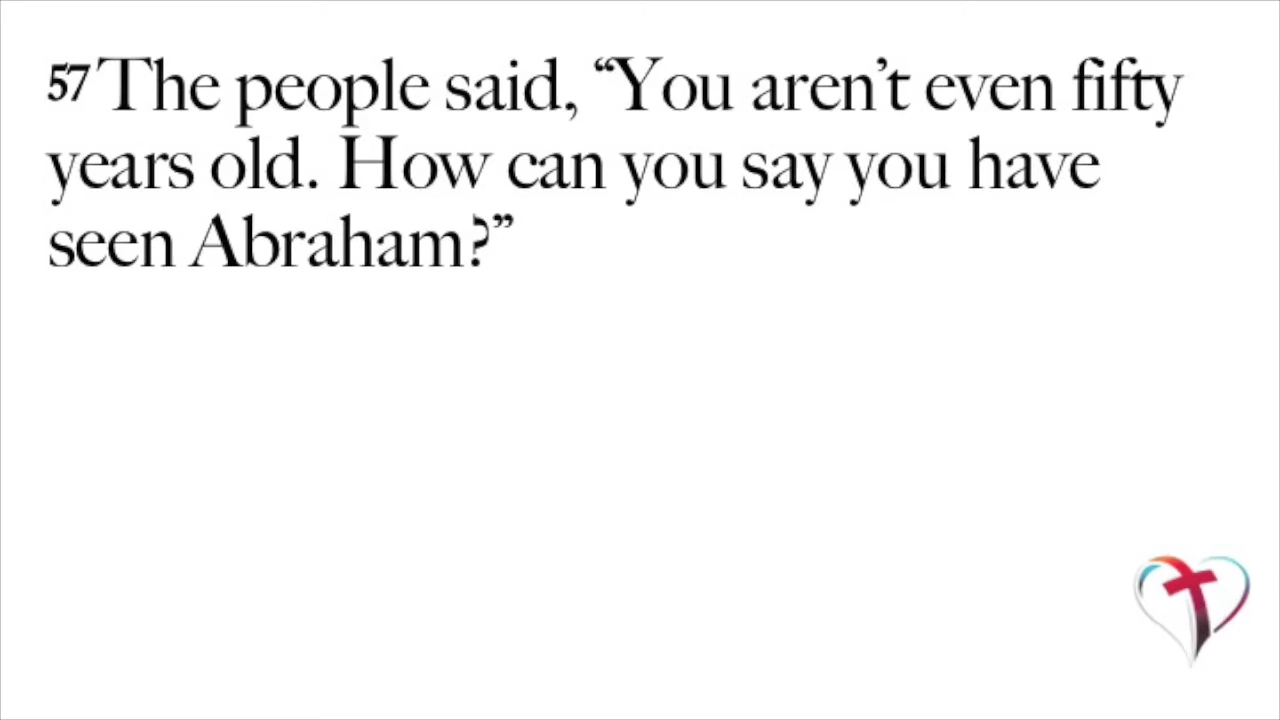 57 The people said, “You aren’t even fifty
years old. How can you say you have
seen Abraham?”